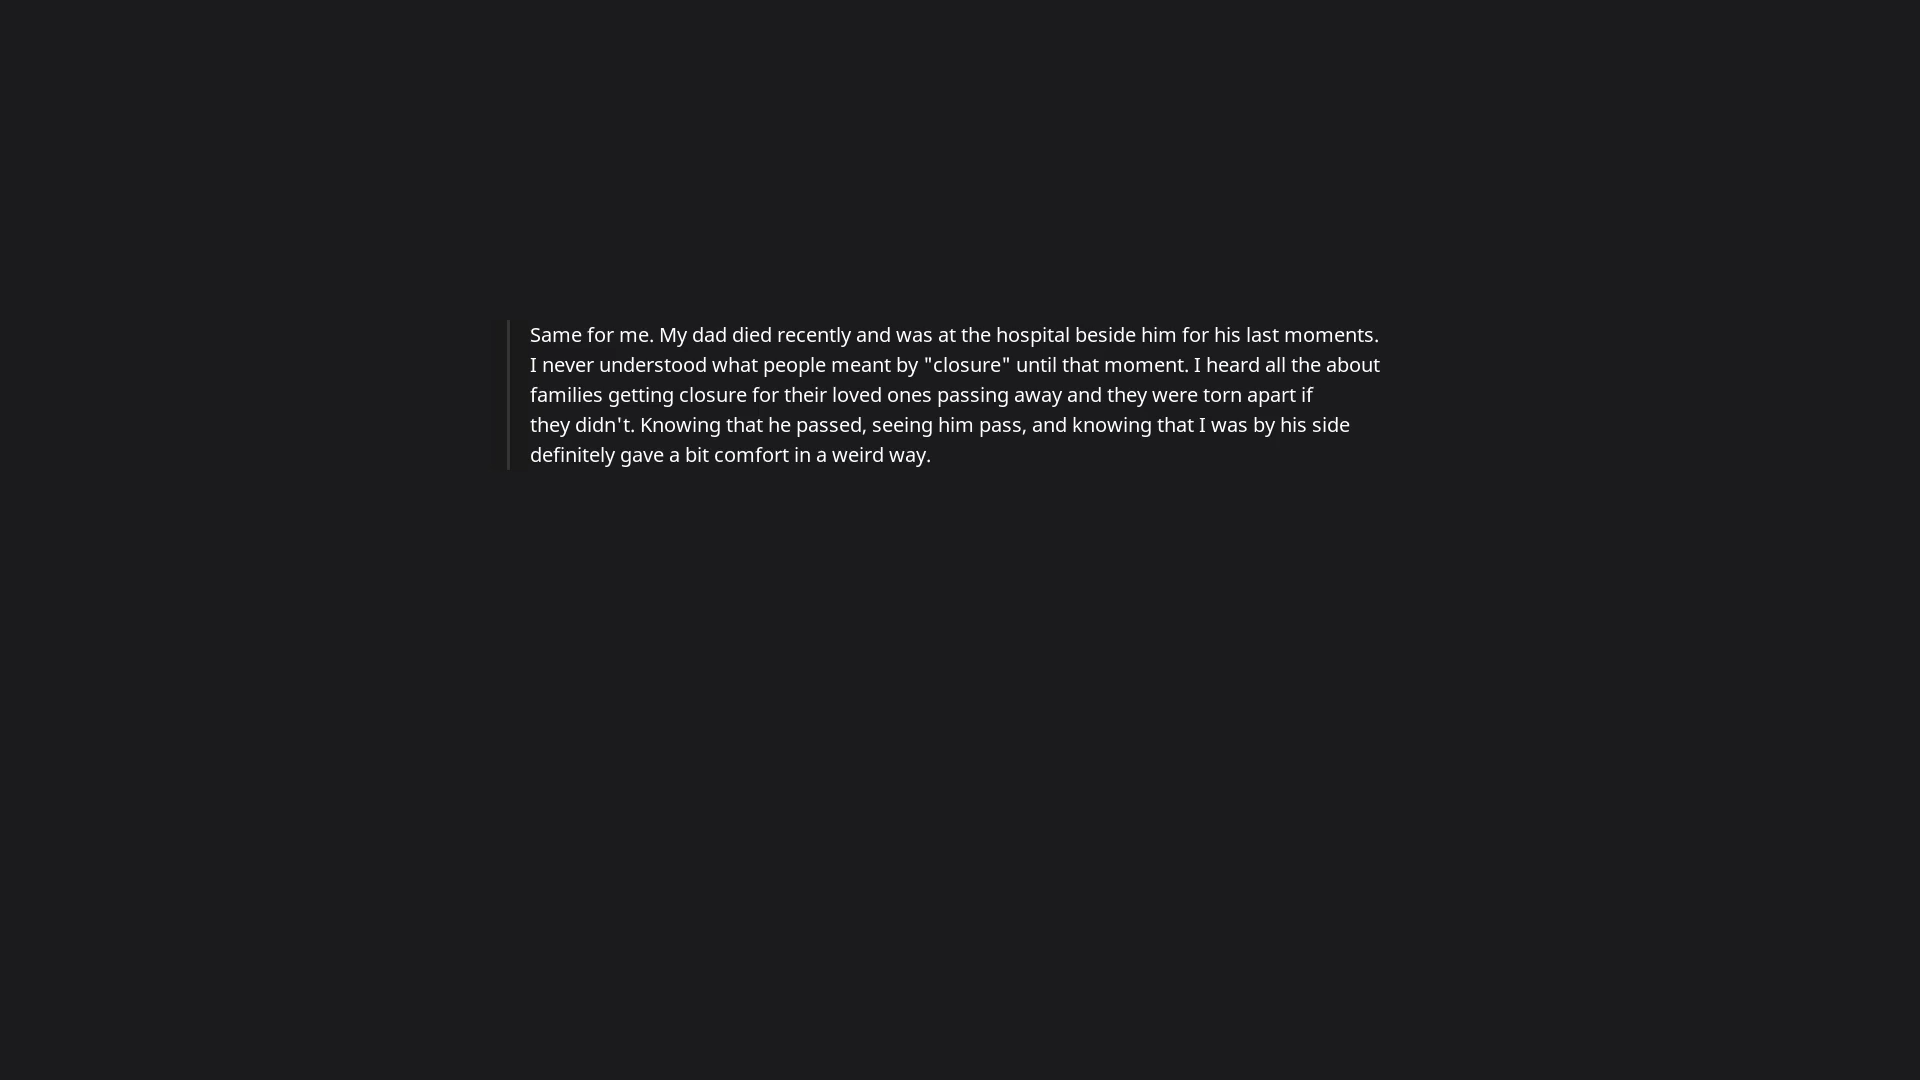 Same for me. My dad died recently and was at the hospital beside him for his last moments.
I never understood what people meant by "closure" until that moment. I heard all the about
families getting closure for their loved ones passing away and they were torn apart if
they didn't. Knowing that he passed, seeing him pass, and knowing that I was by his side
definitely gave a bit comfort in a weird way.